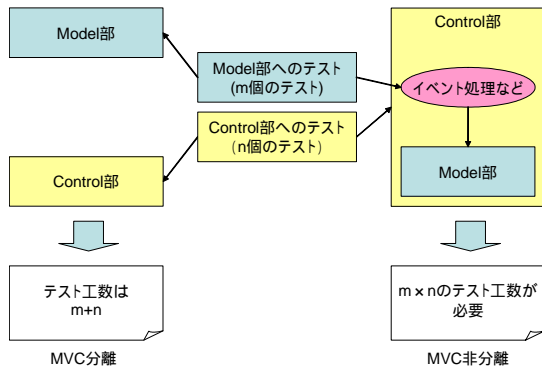 Model部
Control部
Model部へのテスト
(m個のテスト)
イベント処理など
Control部へのテスト
(n個のテスト)
Model部
Control部
テスト工数は
m+n
m×nのテスト工数が
必要
MVC分離
MVC非分離